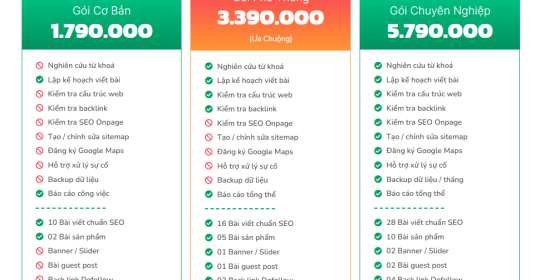 Gói Cơ Bản
1.790.000
Nghiên cứu từ khoá
Lập kế hoạch viết bài
Kiểm tra cấu trúc web
Kiểm tra backlink
Kiểm tra SEO Onpage
Tạo / chỉnh sửa sitemap
Đăng ký Google Maps
Hỗ trợ xử lý sự cố
Backup dữ liệu
Báo cáo công việc
10 Bài viết chuẩn SEO
02 Bài sản phẩm
Banner / Slider
Bài guest post
Back link Dofollow
3.390.000
(Ưa Chuộng)
Nghiên cứu từ khoá
Lập kế hoạch viết bài
Kiểm tra cấu trúc web
Kiểm tra backlink
Kiểm tra SEO Onpage
Tạo / chỉnh sửa sitemap
Đăng ký Google Maps
Hỗ trợ xử lý sự cố
Backup dữ liệu
Báo cáo tổng thể
16 Bài viết chuẩn SEO
05 Bài sản phẩm
01 Banner / Slider
01 Bài guest post
Back link Dofollow
Gói Chuyên Nghiệp
5.790.000
Nghiên cứu từ khoá
Lập kế hoạch viết bài
Kiểm tra cấu trúc web
Kiểm tra backlink
Kiểm tra SEO Onpage
Tạo / chỉnh sửa sitemap
Đăng ký Google Maps
Hỗ trợ xử lý sự cố
Backup dữ liệu / tháng
Báo cáo tổng thể
28 Bài viết chuẩn SEO
10 Bài sản phẩm
02 Banner / Slider
02 Bài guest post
04 Back link Dofollow